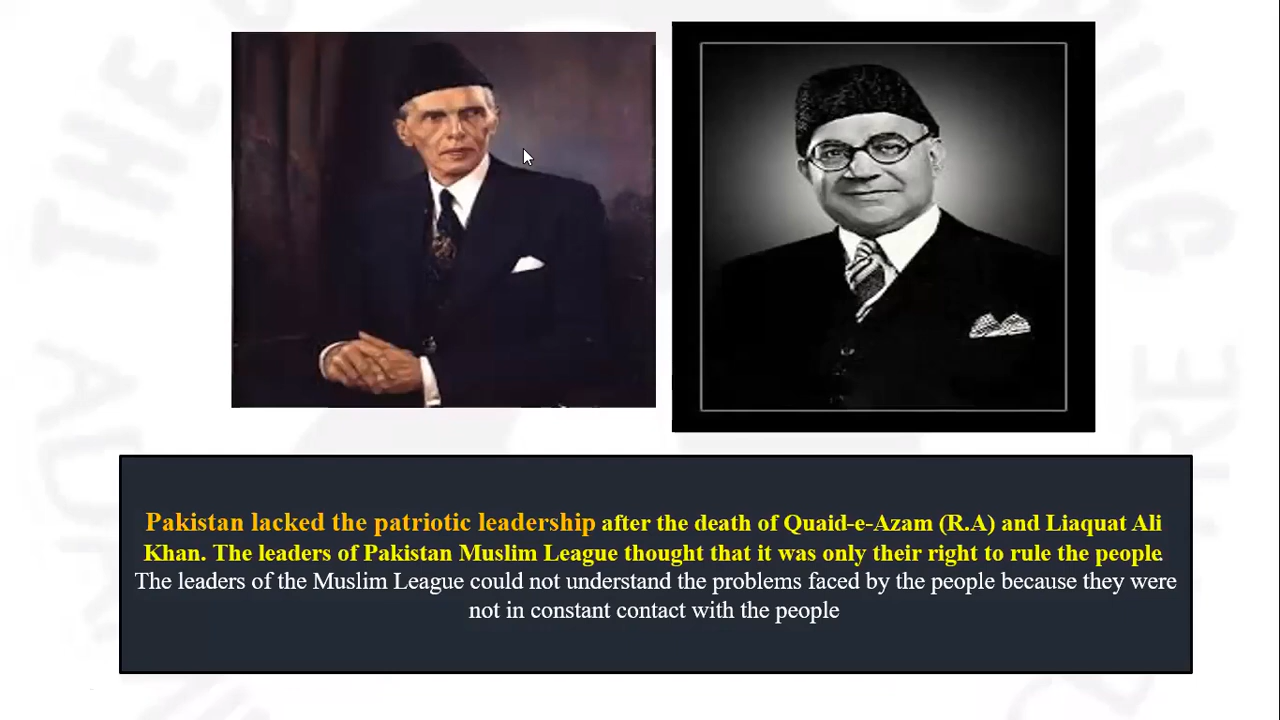 Pakistan lacked the patriotic leadership after the death of Quaid-e-Azam (R.A) and Liaquat Ali
Khan. The leaders of Pakistan Muslim League thought that it was only their right to rule the people.
The leaders of the Muslim League could not understand the problems faced by the people because they were
not in constant contact with the people